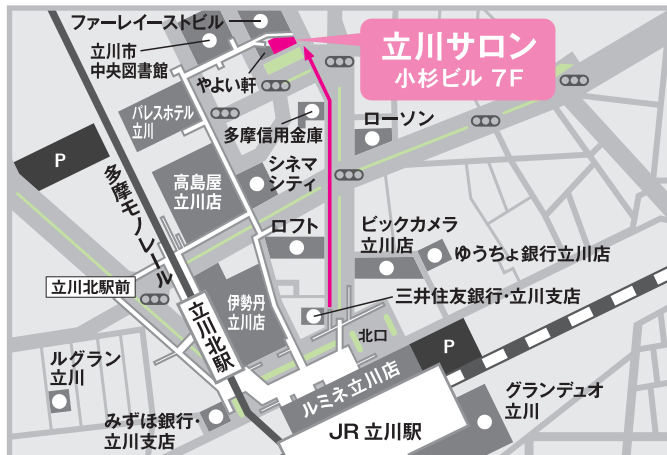 ファーレイーストビル
立川市
中央図書館
やよい軒
立川サロン
小杉ビル 7F
パレスホテル
立川
多摩信用金庫
ローソン
P
多摩モノレール
高島屋
立川店
シネマ
シティ
ロフト
ビックカメラ
立川店
ゆうちょ銀行立川店
立川北駅前
立川北駅
伊勢丹
立川店
三井住友銀行・立川支店
北口
P
ルグラン
立川
ルミネ立川店
グランデュオ
立川
みずほ銀行・
立川支店
JR 立川駅